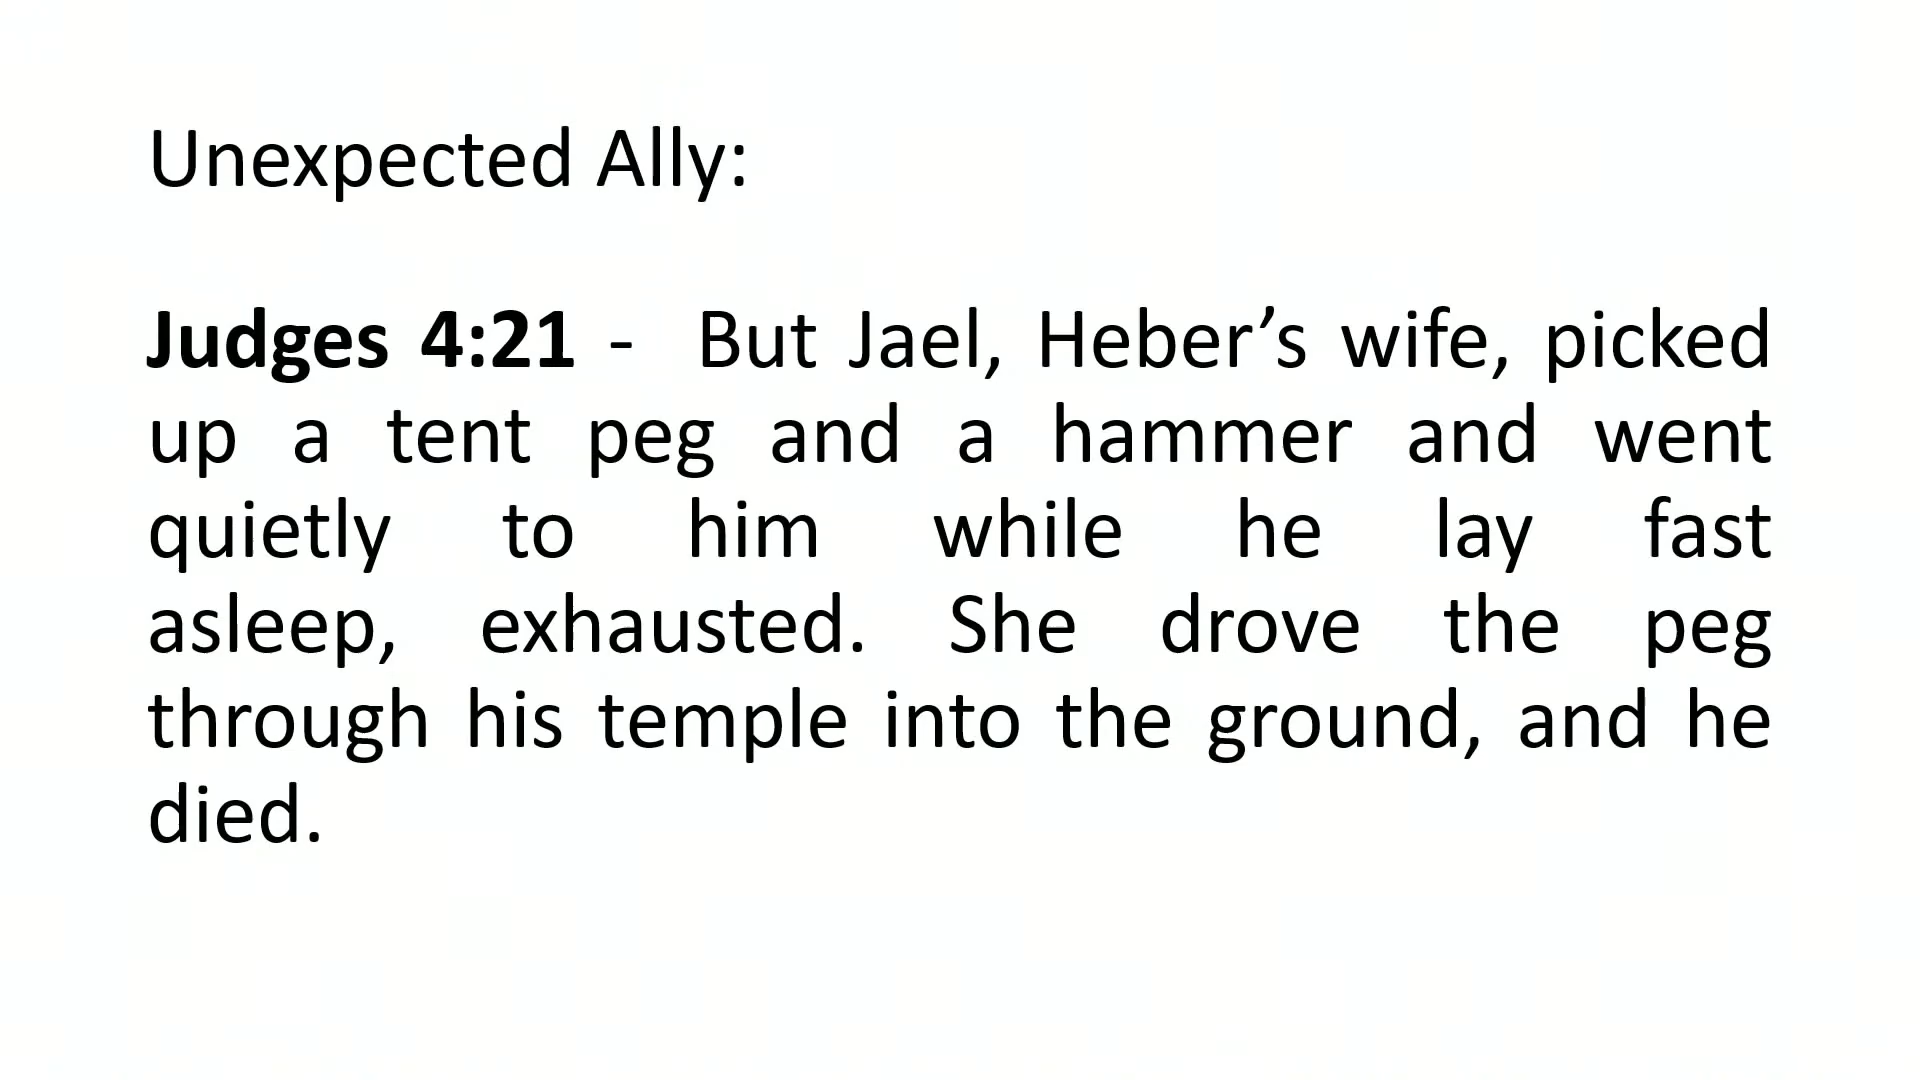 Unexpected Ally:
Judges 4:21 - But Jael, Heber’s wife, picked
up a tent peg and a hammer and went
quietly to him while he lay fast
asleep, exhausted. She drove the peg
through his temple into the ground, and he
died.